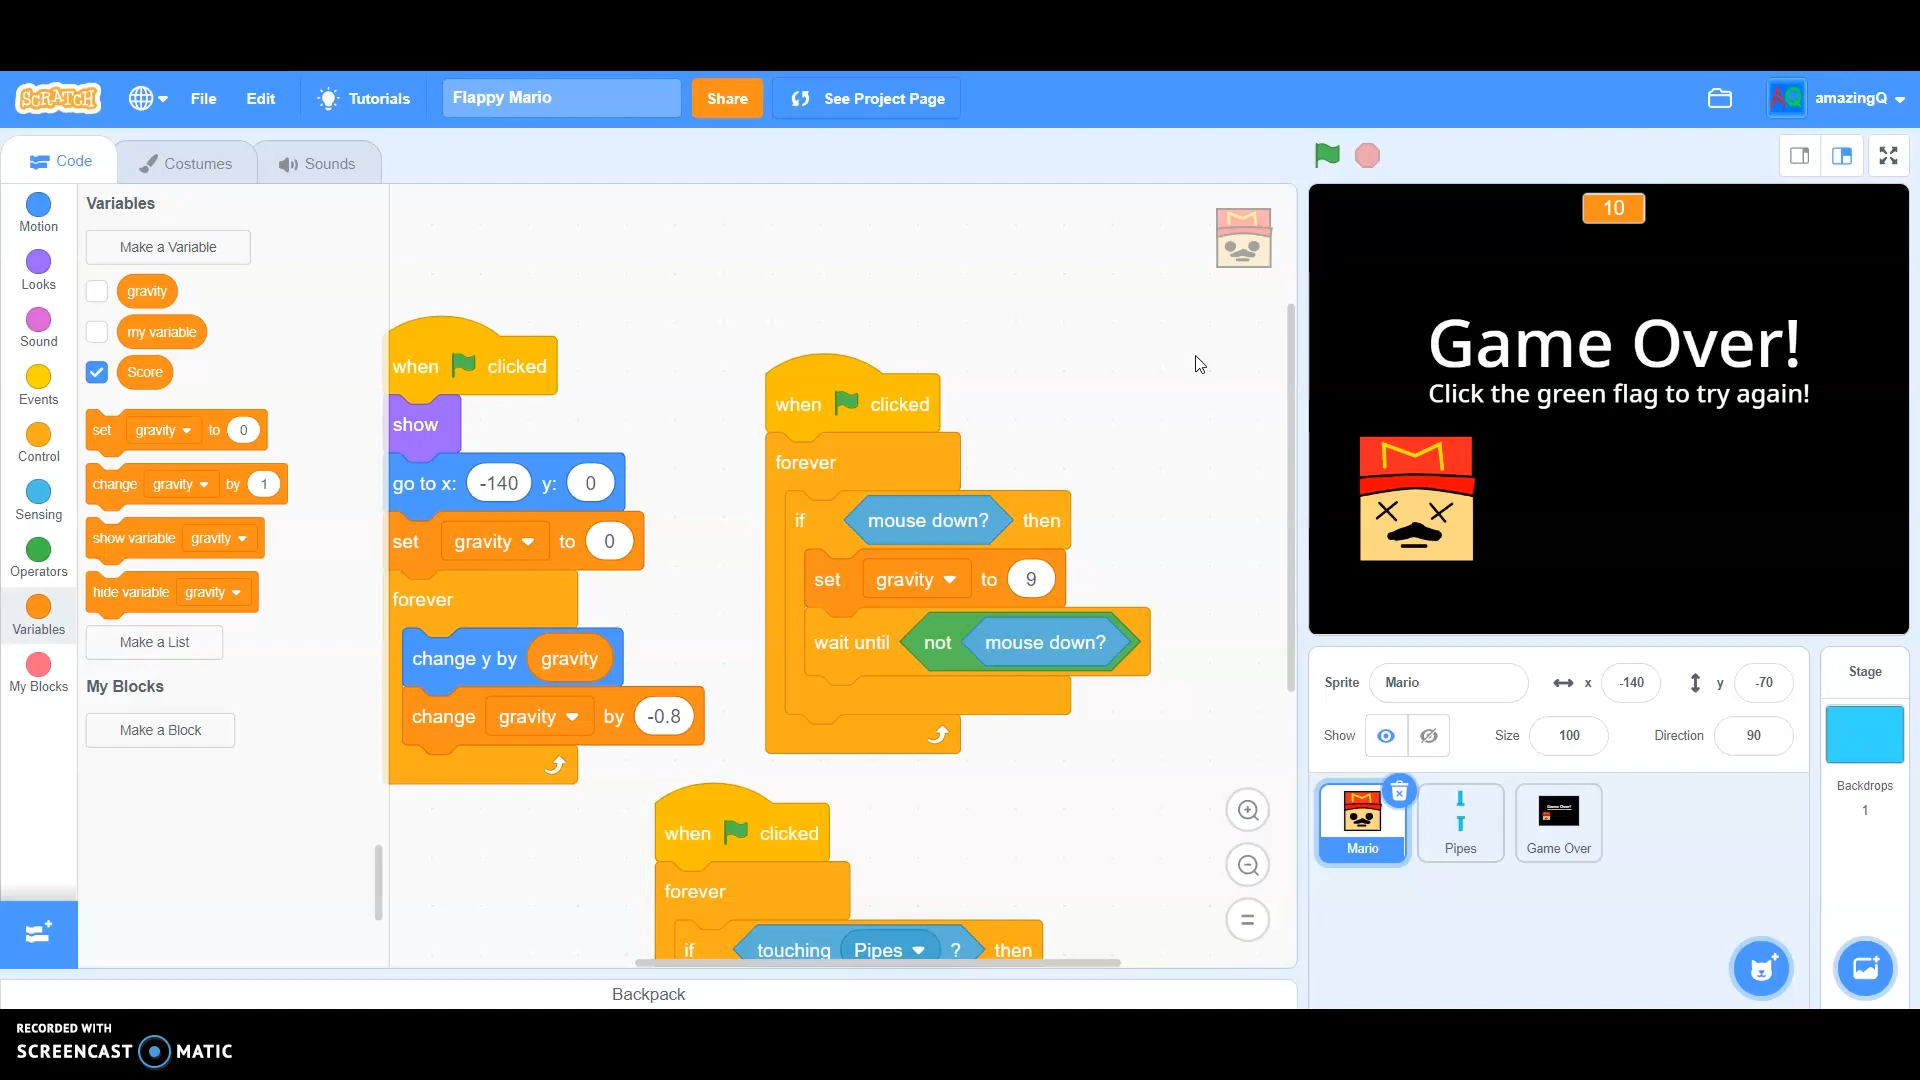 SCRATCH
File
Edit
Tutorials
Flappy Mario
Share
See Project Page
AQ
amazingQ
Code
Costumes
Sounds
Motion
Looks
Sound
Events
Control
Sensing
Operators
Variables
My Blocks
Variables
Make a Variable
gravity
my variable
Score
set gravity to 0
change gravity by 1
show variable gravity
hide variable gravity
Make a List
My Blocks
Make a Block
when clicked
show
go to x: -140 y: 0
set gravity to 0
forever
change y by gravity
change gravity by -0.8
when clicked
forever
if mouse down? then
set gravity to 9
wait until not mouse down?
when clicked
forever
if touching Pipes ? then
M
10
Game Over!
Click the green flag to try again!
M
Sprite Mario x -140 y -70
Show Size 100 Direction 90
Mario
Pipes
Game Over
Stage
Backdrops
1
Backpack
RECORDED WITH
SCREENCAST MATIC